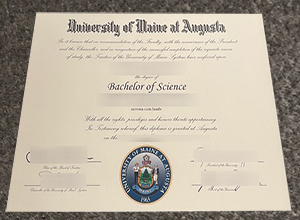 University of Maine at Augusta
Be it known that on recommendation of the Faculty, with the concurrence of the President
and the Chancellor, and in recognition of the successful completion of the requisite course
of study, the Trustees of the University of Maine System have conferred upon
the degree of
Bachelor of Science
With all the rights, privileges and honors thereto appertaining
In Testimony whereof, this diploma is granted at Augusta
on the
UNIVERSITY OF MAINE AT AUGUSTA
1965